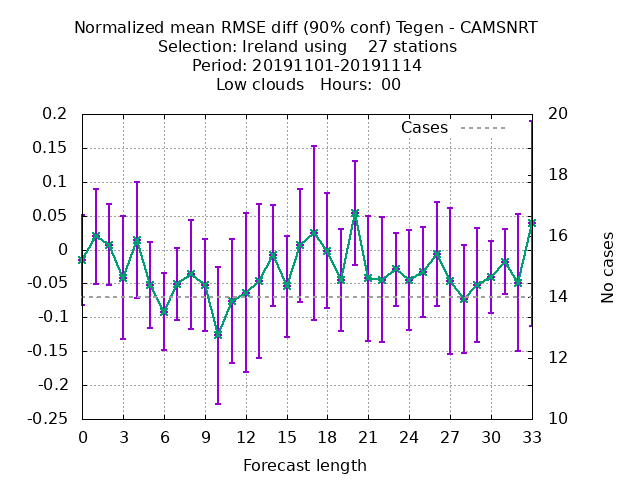 Normalized mean RMSE diff (90% conf) Tegen - CAMSNRT
Selection: Ireland using 27 stations
Period: 20191101-20191114
Low clouds Hours: 00
Cases
0.2
0.15
0.1
0.05
0
-0.05
-0.1
-0.15
-0.2
-0.25
20
18
16
14
12
10
No cases
0 3 6 9 12 15 18 21 24 27 30 33
Forecast length